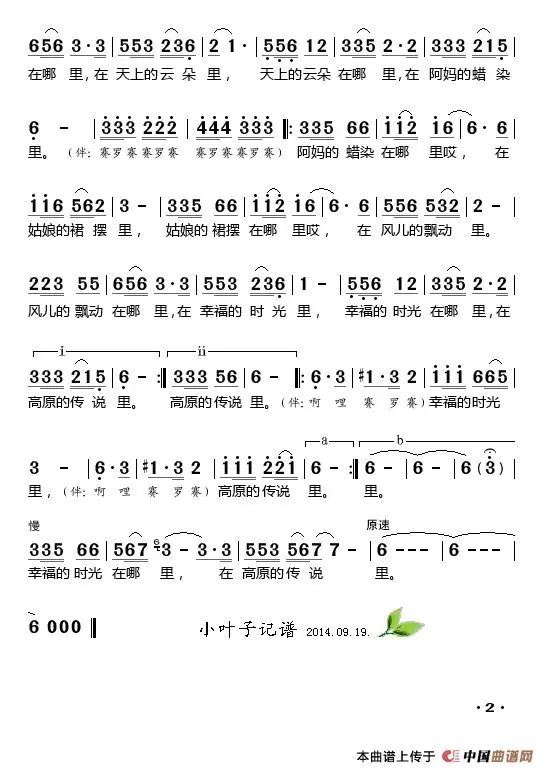 656 3·3 | 553 236 | 2 1· | 556 12 | 335 2·2 | 333 215 |
在哪 里，在 天上的云 朵 里， 天上的云朵 在哪 里，在 阿妈的蜡 染
6 - | 333 222 | 444 333 |: 335 66 | 112 16 | 6· 6 |
里。（伴：赛罗赛赛罗赛 赛罗赛赛罗赛）阿妈的 蜡染 在哪 里哎， 在
116 562 | 3 - | 335 66 | 112 16 | 6· 6 | 556 532 | 2 - |
姑娘的裙 摆 里， 姑娘的裙摆 在哪 里哎， 在 风儿的飘动 里。
223 55 | 656 3·3 | 553 236 | 1 - | 556 12 | 335 2·2 |
风儿的 飘动 在哪 里，在 幸福的 时 光 里， 幸福的 时光 在哪 里，在
i ii
333 215 | 6 - :| 333 56 | 6 - |: 6·3 | #1·3 2 | 111 665 |
高原的传 说 里。 高原的传说 里。（伴：啊 哩 赛 罗 赛）幸福的时光
a b
3 - | 6·3 | #1·3 2 | 111 221 | 6 - :| 6 - | 6 - | 6 (3) |
里，（伴：啊 哩 赛 罗 赛）高原的传说 里。 里。
慢 原速
335 66 | 567 63 - 3·3 | 553 567 7 - | 6 - - - | 6 - - - |
幸福的 时光 在哪 里， 在 高原的传 说 里。
6 000 ‖
小叶子记谱 2014.09.19.
·2·
本曲谱上传于 中国曲谱网